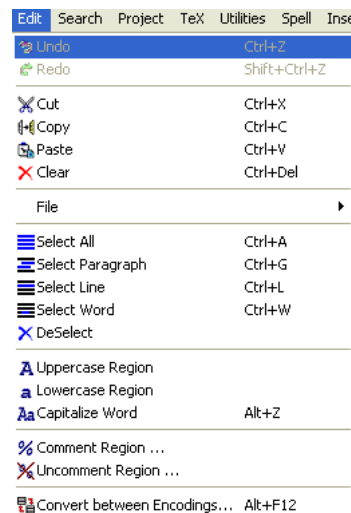 Edit Search Project TeX Utilities Spell Inse
Undo Ctrl+Z
Redo Shift+Ctrl+Z
Cut Ctrl+X
Copy Ctrl+C
Paste Ctrl+V
Clear Ctrl+Del
File
Select All Ctrl+A
Select Paragraph Ctrl+G
Select Line Ctrl+L
Select Word Ctrl+W
DeSelect
Uppercase Region
Lowercase Region
Capitalize Word Alt+Z
Comment Region ...
Uncomment Region ...
Convert between Encodings... Alt+F12